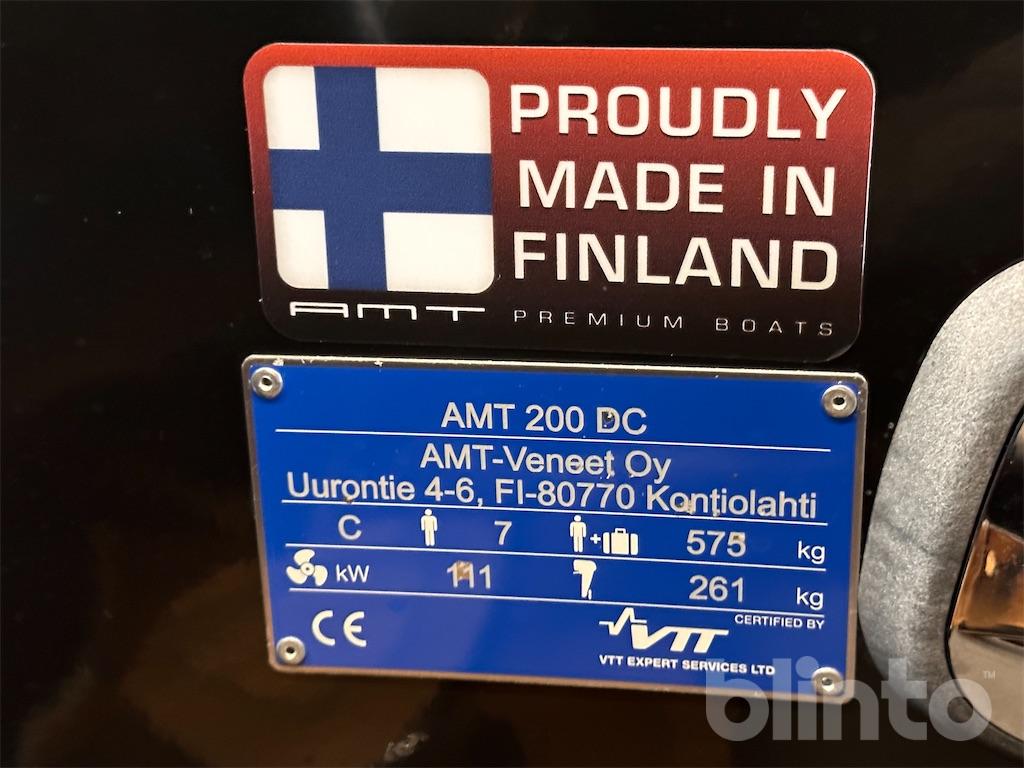 PROUDLY
MADE IN
FINLAND
AMT PREMIUM BOATS
AMT 200 DC
AMT-Veneet Oy
Uurontie 4-6, FI-80770 Kontiolahti
C 7 + 575 kg
kW 111 261 kg
CE VTT CERTIFIED BY
VTT EXPERT SERVICES LTD
blinto™